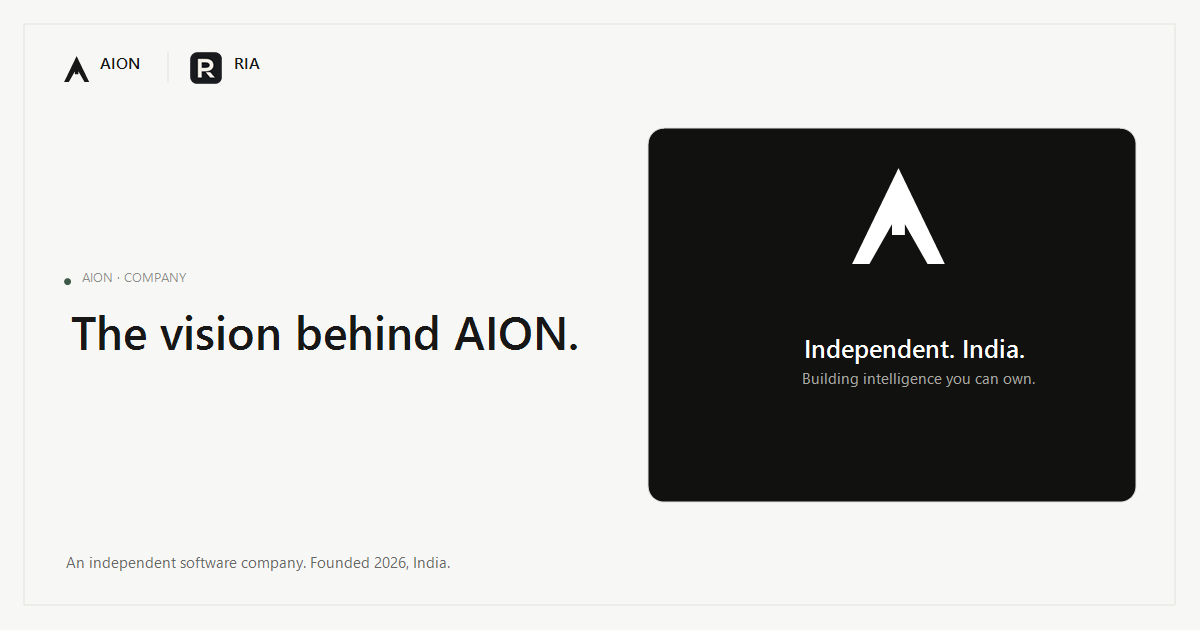 AION
R RIA
AION · COMPANY
The vision behind AION.
Independent. India.
Building intelligence you can own.
An independent software company. Founded 2026, India.